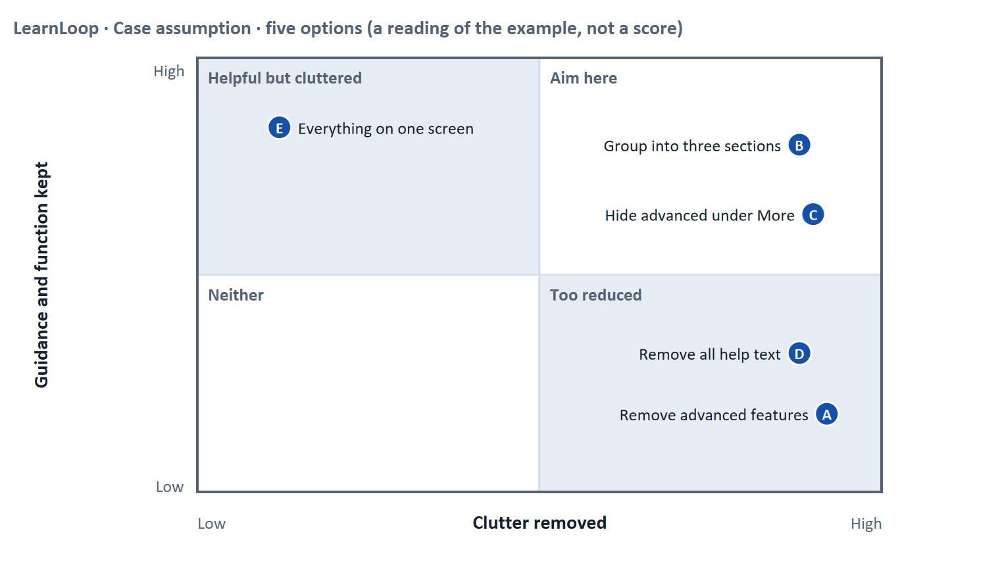 LearnLoop · Case assumption · five options (a reading of the example, not a score)
High
Helpful but cluttered
Aim here
E Everything on one screen
Group into three sections B
Hide advanced under More C
Guidance and function kept
Neither
Too reduced
Remove all help text D
Remove advanced features A
Low
Low
Clutter removed
High